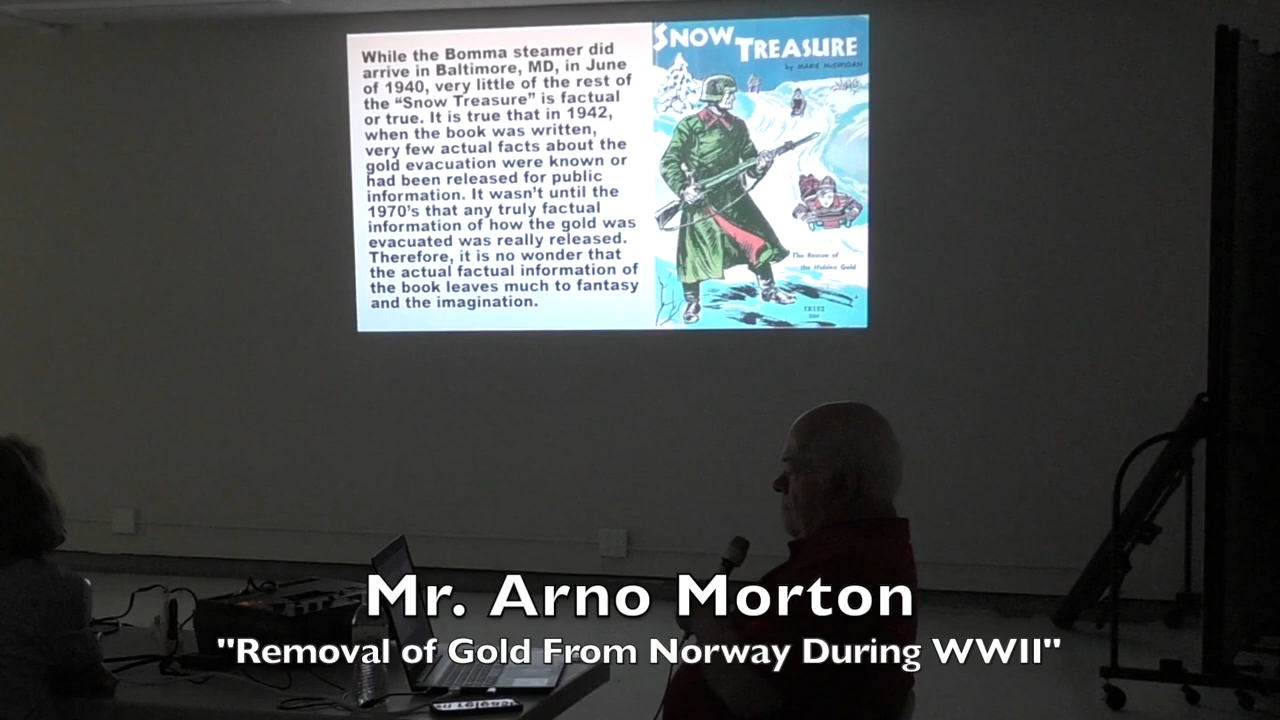 While the Bomma steamer did
arrive in Baltimore, MD, in June
of 1940, very little of the rest of
the “Snow Treasure” is factual
or true. It is true that in 1942,
when the book was written,
very few actual facts about the
gold evacuation were known or
had been released for public
information. It wasn’t until the
1970’s that any truly factual
information of how the gold was
evacuated was really released.
Therefore, it is no wonder that
the actual factual information of
the book leaves much to fantasy
and the imagination.
SNOW TREASURE
by MARIE McSWIGAN
The Rescue of
the Hidden Gold
Mr. Arno Morton
"Removal of Gold From Norway During WWII"